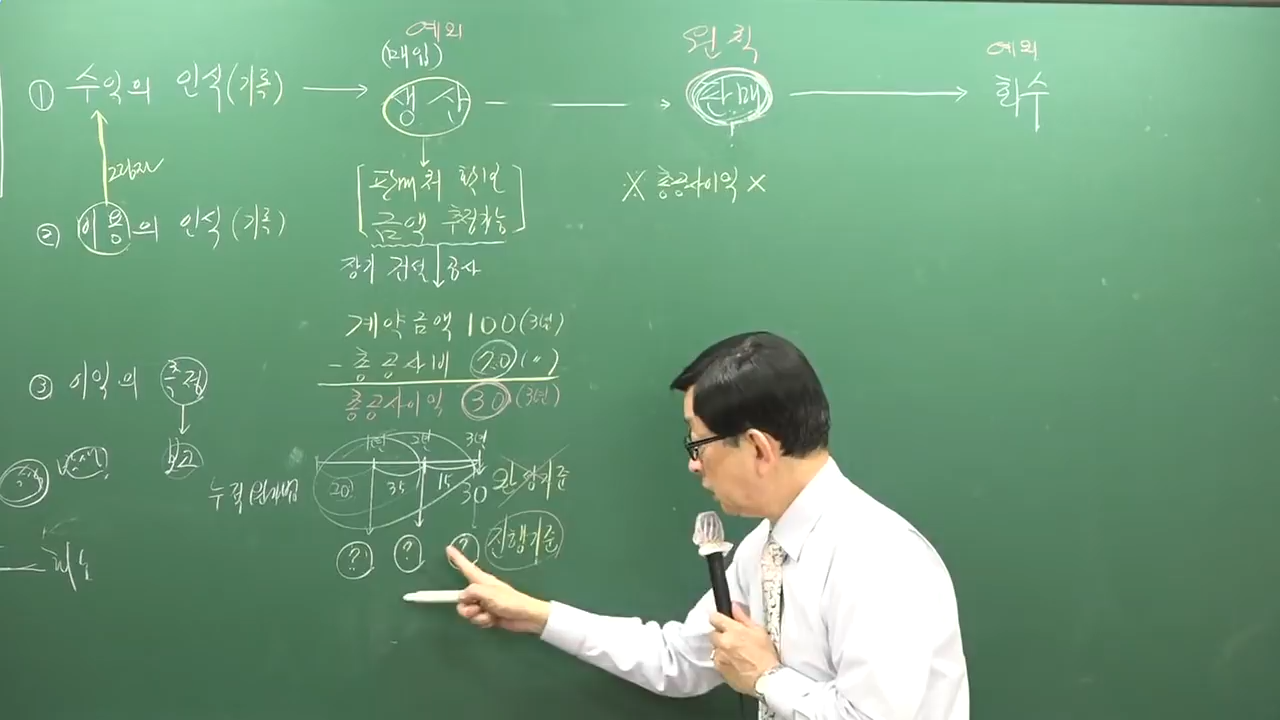 예외 원칙 예외
(매입)
① 수익의 인식(기록) → 생산 → 판매 → 회수
판매처 확인 ※ 총공사이익 ×
금액 추정가능
② 비용의 인식(기록)
장기 건설 공사
계약금액 100(3년)
- 총공사비 70(〃)
③ 이익의 측정 총공사이익 30(3년)
1년 2년 3년
보고
20 35 15 30 완성기준
누적
? ? ? 진행기준